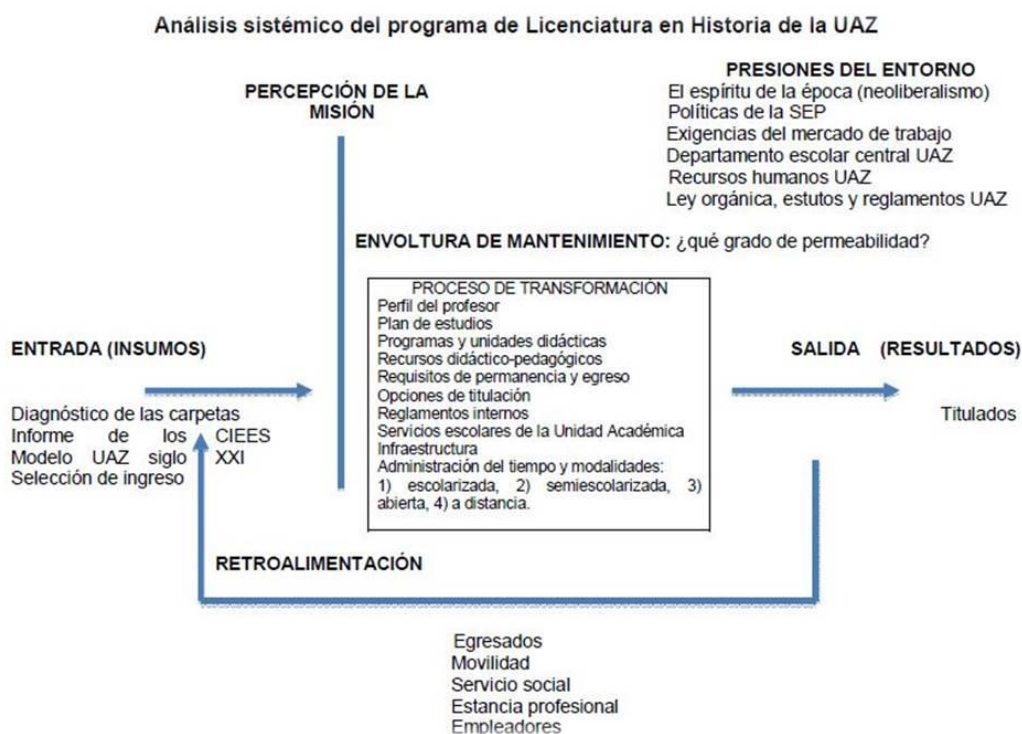 Análisis sistémico del programa de Licenciatura en Historia de la UAZ
PERCEPCIÓN DE LA
MISIÓN
PRESIONES DEL ENTORNO
El espíritu de la época (neoliberalismo)
Políticas de la SEP
Exigencias del mercado de trabajo
Departamento escolar central UAZ
Recursos humanos UAZ
Ley orgánica, estutos y reglamentos UAZ
ENVOLTURA DE MANTENIMIENTO: ¿qué grado de permeabilidad?
ENTRADA (INSUMOS)
Diagnóstico de las carpetas
Informe de los CIEES
Modelo UAZ siglo XXI
Selección de ingreso
PROCESO DE TRANSFORMACIÓN
Perfil del profesor
Plan de estudios
Programas y unidades didácticas
Recursos didáctico-pedagógicos
Requisitos de permanencia y egreso
Opciones de titulación
Reglamentos internos
Servicios escolares de la Unidad Académica
Infraestructura
Administración del tiempo y modalidades:
1) escolarizada, 2) semiescolarizada, 3)
abierta, 4) a distancia.
SALIDA (RESULTADOS)
Titulados
RETROALIMENTACIÓN
Egresados
Movilidad
Servicio social
Estancia profesional
Empleadores